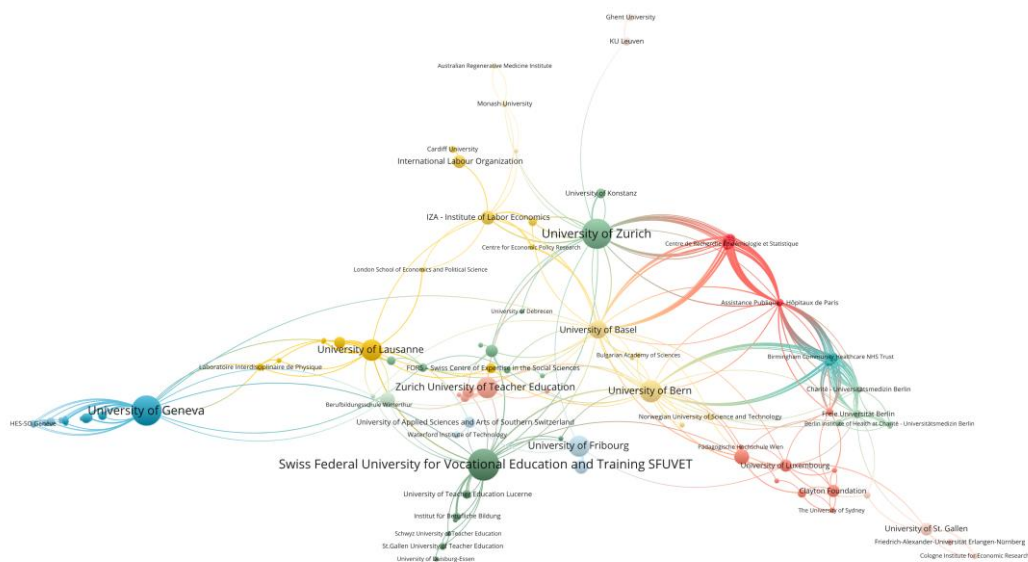 Ghent University
KU Leuven
Australian Regenerative Medicine Institute
Monash University
Cardiff University
International Labour Organization
University of Konstanz
IZA - Institute of Labor Economics
University of Zurich
Centre for Economic Policy Research
Centre de Recherche Epidémiologie et Statistique
London School of Economics and Political Science
Assistance Publique - Hôpitaux de Paris
University of Debrecen
University of Basel
University of Lausanne
Bulgarian Academy of Sciences
Birmingham Community Healthcare NHS Trust
Laboratoire Interdisciplinaire de Physique
FORS - Swiss Centre of Expertise in the Social Sciences
Zurich University of Teacher Education
University of Bern
Charité - Universitätsmedizin Berlin
Berufbildungsschule Winterthur
University of Geneva
HES-SO Genève
University of Applied Sciences and Arts of Southern Switzerland
Norwegian University of Science and Technology
Freie Universität Berlin
Berlin Institute of Health at Charité - Universitätsmedizin Berlin
Waterford Institute of Technology
University of Fribourg
Pädagogische Hochschule Wien
Swiss Federal University for Vocational Education and Training SFUVET
University of Luxembourg
University of Teacher Education Lucerne
Clayton Foundation
The University of Sydney
Institut für Berufliche Bildung
Schwyz University of Teacher Education
University of St. Gallen
St.Gallen University of Teacher Education
Friedrich-Alexander-Universität Erlangen-Nürnberg
University of Duisburg-Essen
Cologne Institute for Economic Research